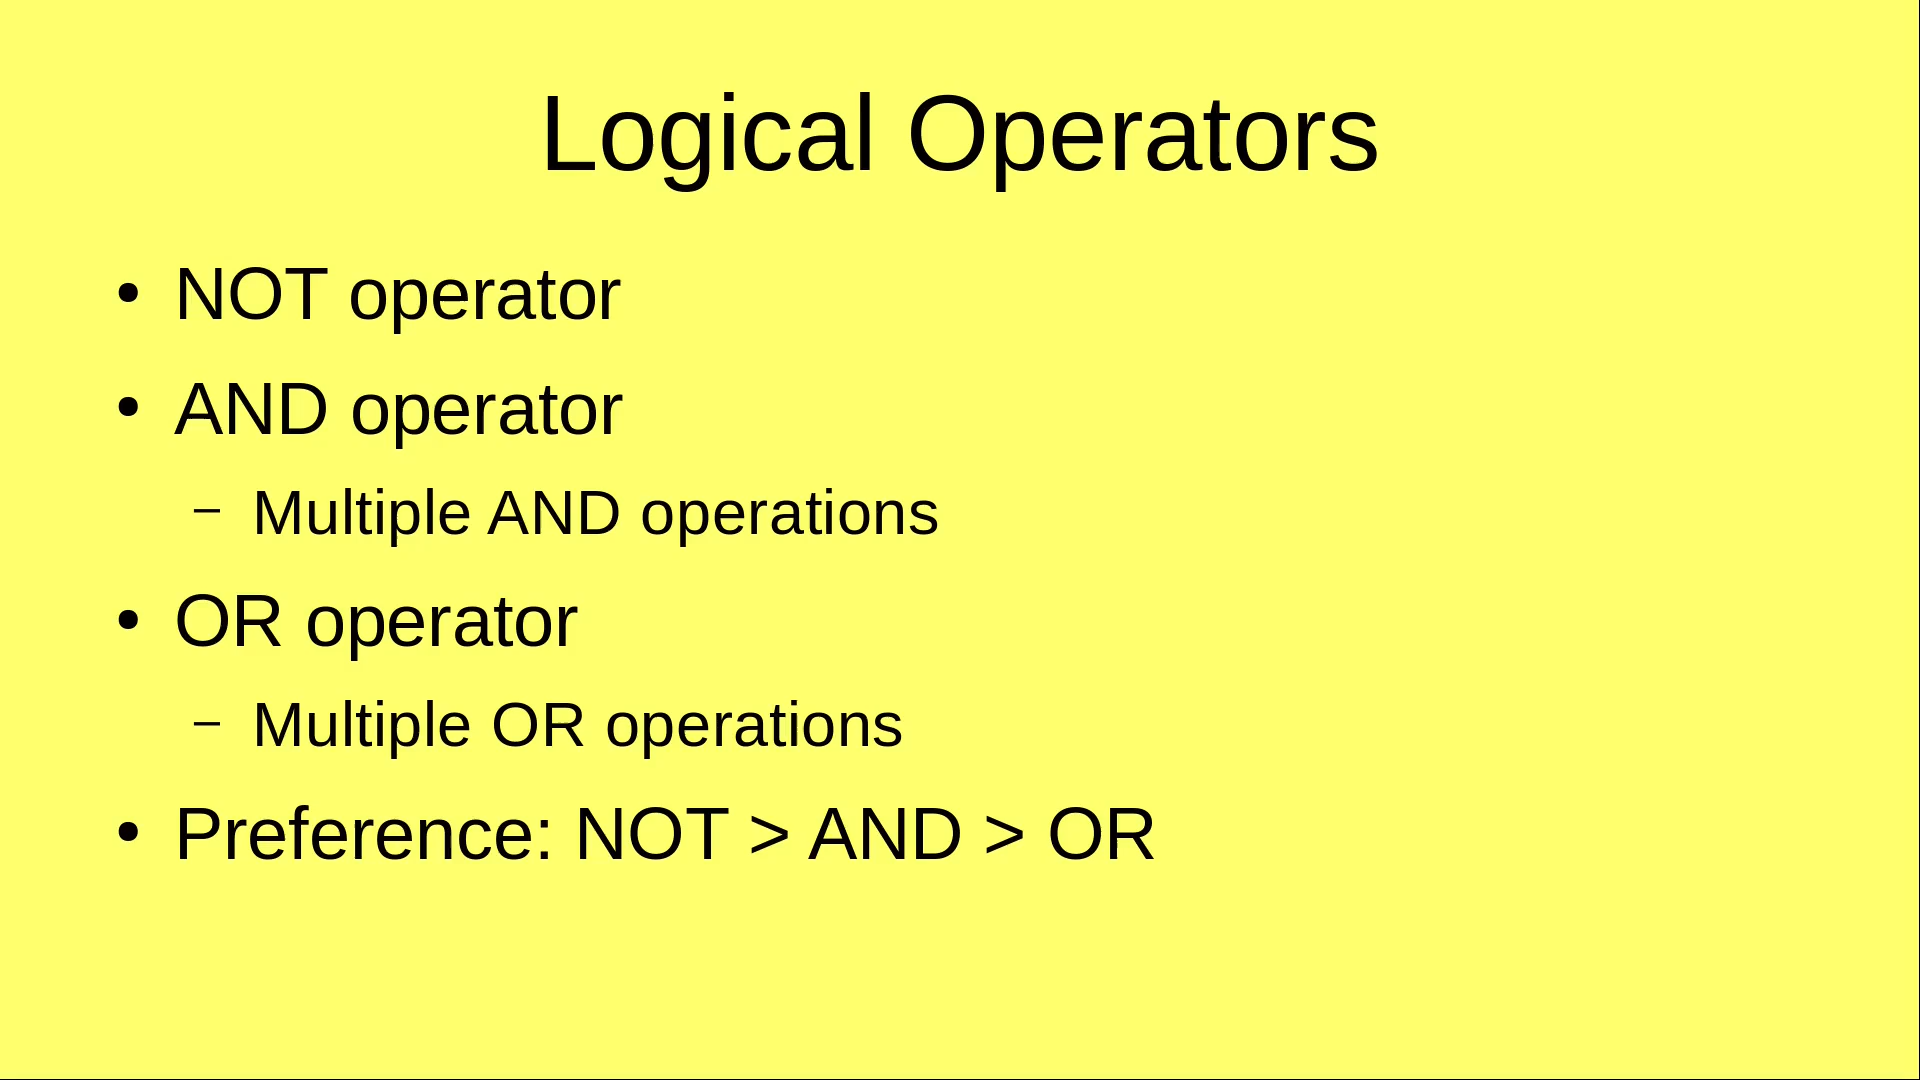 Logical Operators
• NOT operator
• AND operator
– Multiple AND operations
• OR operator
– Multiple OR operations
• Preference: NOT > AND > OR